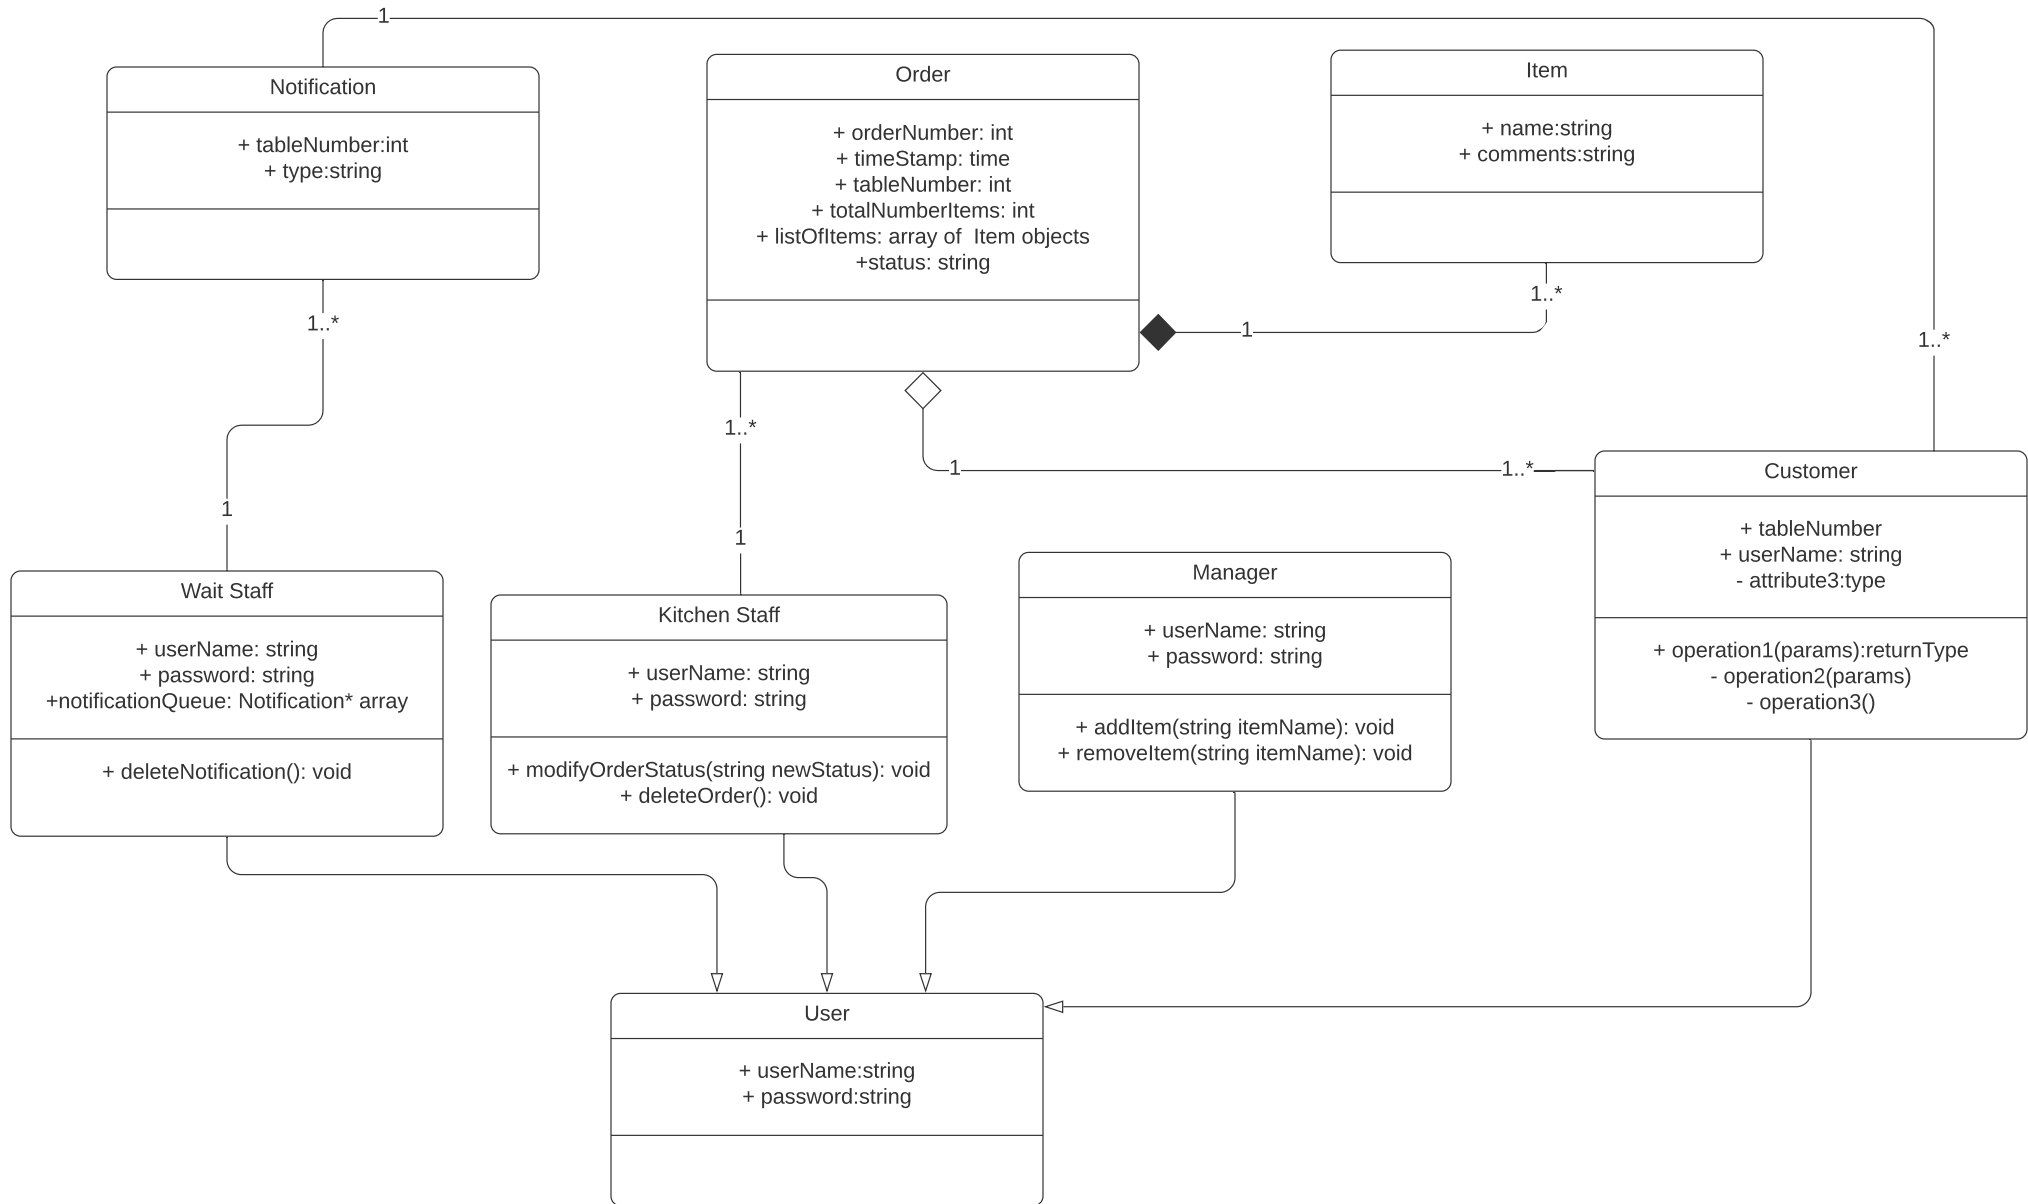 1
Notification
+ tableNumber:int
+ type:string
1..*
1
Order
+ orderNumber: int
+ timeStamp: time
+ tableNumber: int
+ totalNumberItems: int
+ listOfItems: array of  Item objects
+status: string
Item
+ name:string
+ comments:string
1..*
1
1..*
1..*
1
1
1..*
Customer
+ tableNumber
+ userName: string
- attribute3:type
+ operation1(params):returnType
- operation2(params)
- operation3()
Wait Staff
+ userName: string
+ password: string
+notificationQueue: Notification* array
+ deleteNotification(): void
Kitchen Staff
+ userName: string
+ password: string
+ modifyOrderStatus(string newStatus): void
+ deleteOrder(): void
Manager
+ userName: string
+ password: string
+ addItem(string itemName): void
+ removeItem(string itemName): void
User
+ userName:string
+ password:string